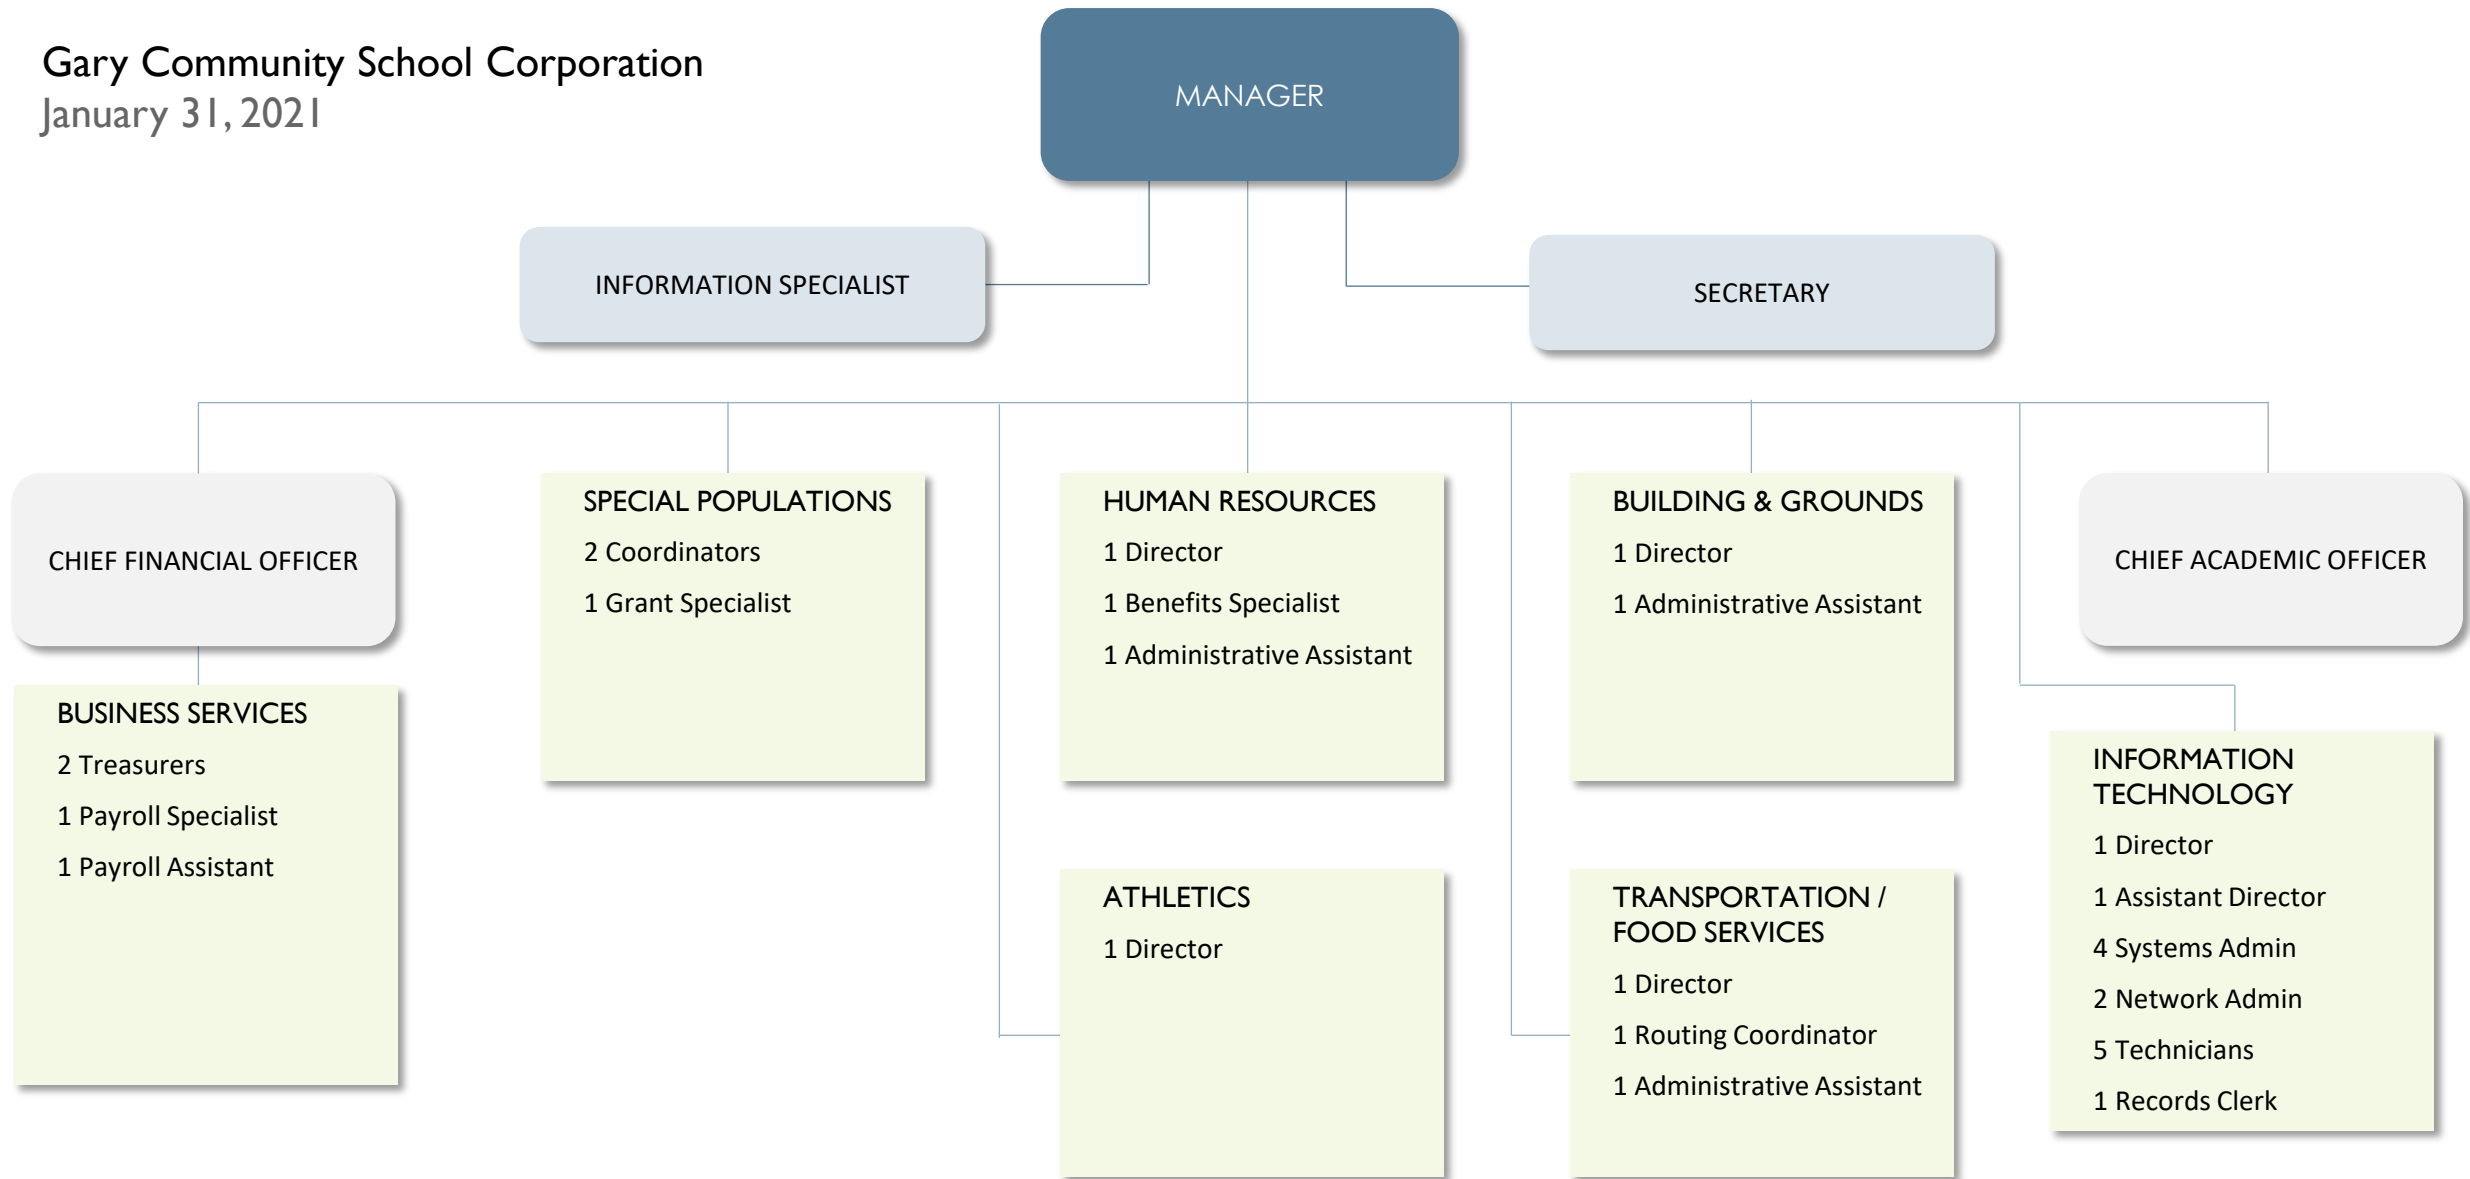 Gary Community School Corporation
January 31, 2021
MANAGER
INFORMATION SPECIALIST
SECRETARY
CHIEF FINANCIAL OFFICER
BUSINESS SERVICES
2 Treasurers
1 Payroll Specialist
1 Payroll Assistant
SPECIAL POPULATIONS
2 Coordinators
1 Grant Specialist
HUMAN RESOURCES
1 Director
1 Benefits Specialist
1 Administrative Assistant
ATHLETICS
1 Director
BUILDING & GROUNDS
1 Director
1 Administrative Assistant
TRANSPORTATION /
FOOD SERVICES
1 Director
1 Routing Coordinator
1 Administrative Assistant
CHIEF ACADEMIC OFFICER
INFORMATION
TECHNOLOGY
1 Director
1 Assistant Director
4 Systems Admin
2 Network Admin
5 Technicians
1 Records Clerk